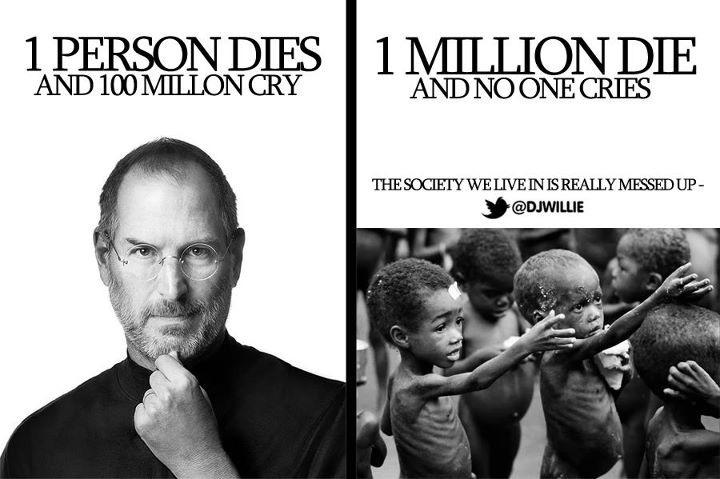 1 PERSON DIES
AND 100 MILLON CRY
1 MILLION DIE
AND NO ONE CRIES
THE SOCIETY WE LIVE IN IS REALLY MESSED UP -
@DJWILLIE